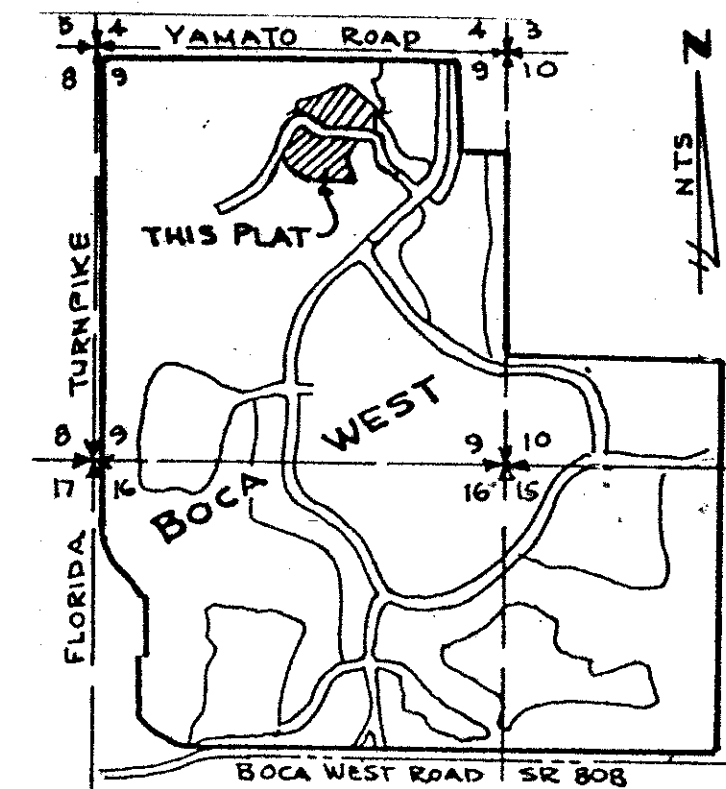 5 4 YAMATO ROAD 4 3
8 9 9 10
N
NTS
THIS PLAT
TURNPIKE
WEST
8 9 9 10
17 16 16 15
BOCA
FLORIDA
BOCA WEST ROAD SR 808